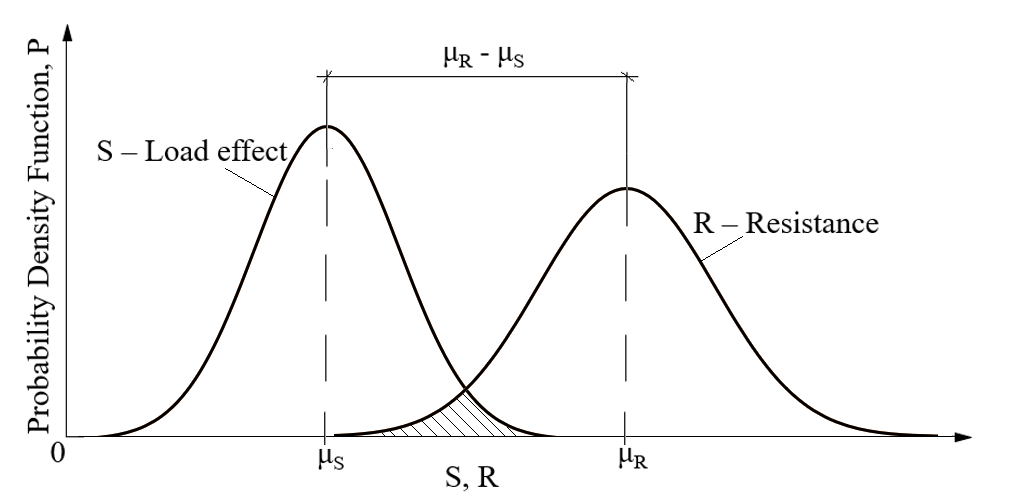 Probability Density Function, P
μR - μS
S – Load effect
R – Resistance
0
μS
μR
S, R